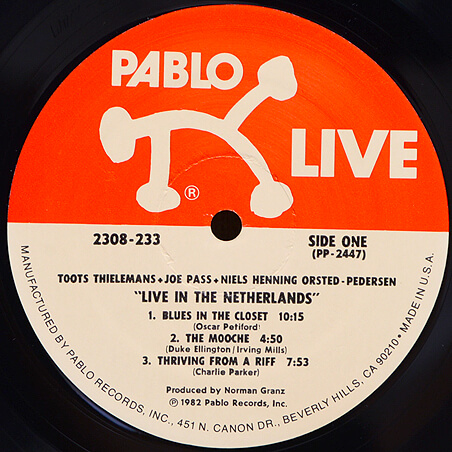 PABLO
LIVE
®
2308-233
SIDE ONE
(PP-2447)
TOOTS THIELEMANS • JOE PASS • NIELS HENNING ORSTED-PEDERSEN
"LIVE IN THE NETHERLANDS"
1. BLUES IN THE CLOSET 10:15
(Oscar Petiford)
2. THE MOOCHE 4:50
(Duke Ellington/Irving Mills)
3. THRIVING FROM A RIFF 7:53
(Charlie Parker)
Produced by Norman Granz
℗ 1982 Pablo Records, Inc.
MANUFACTURED BY PABLO RECORDS, INC., 451 N. CANON DR., BEVERLY HILLS, CA 90210 • MADE IN U.S.A.